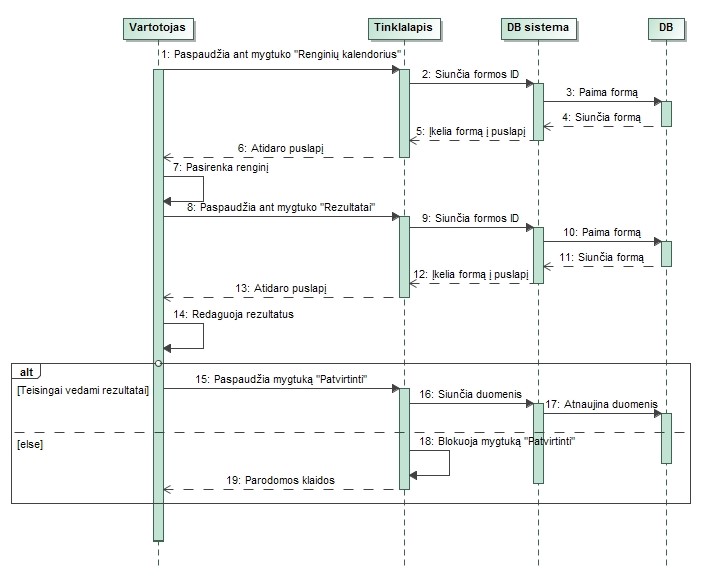 Vartotojas
Tinklalapis
DB sistema
DB
1: Paspaudžia ant mygtuko "Renginių kalendorius"
2: Siunčia formos ID
3: Paima formą
4: Siunčia formą
5: Įkelia formą į puslapį
6: Atidaro puslapį
7: Pasirenka renginį
8: Paspaudžia ant mygtuko "Rezultatai"
9: Siunčia formos ID
10: Paima formą
11: Siunčia formą
12: Įkelia formą į puslapį
13: Atidaro puslapį
14: Redaguoja rezultatus
alt
[Teisingai vedami rezultatai]
15: Paspaudžia mygtuką "Patvirtinti"
16: Siunčia duomenis
17: Atnaujina duomenis
[else]
18: Blokuoja mygtuką "Patvirtinti"
19: Parodomos klaidos